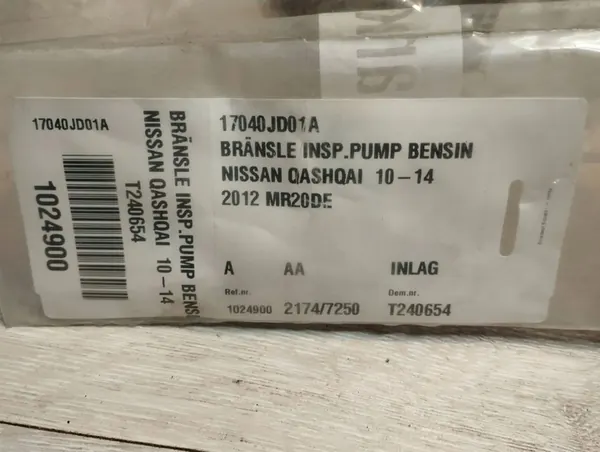 17040JD01A
1024900
BRÄNSLE INSP.PUMP BENS
NISSAN QASHQAI 10-14
T240654
17040JD01A
BRÄNSLE INSP.PUMP BENSIN
NISSAN QASHQAI 10-14
2012 MR20DE
A AA INLAG
Ref.nr. Dem.nr.
1024900 2174/7250 T240654